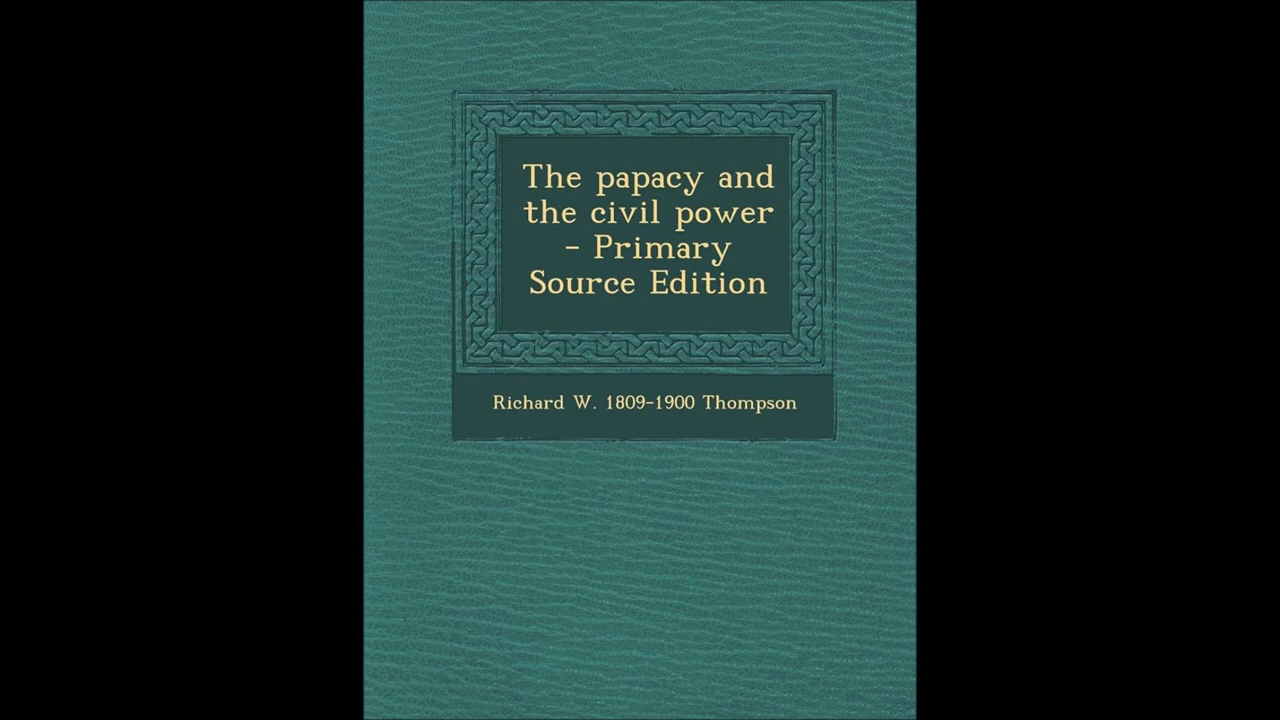 The papacy and
the civil power
- Primary
Source Edition
Richard W. 1809-1900 Thompson